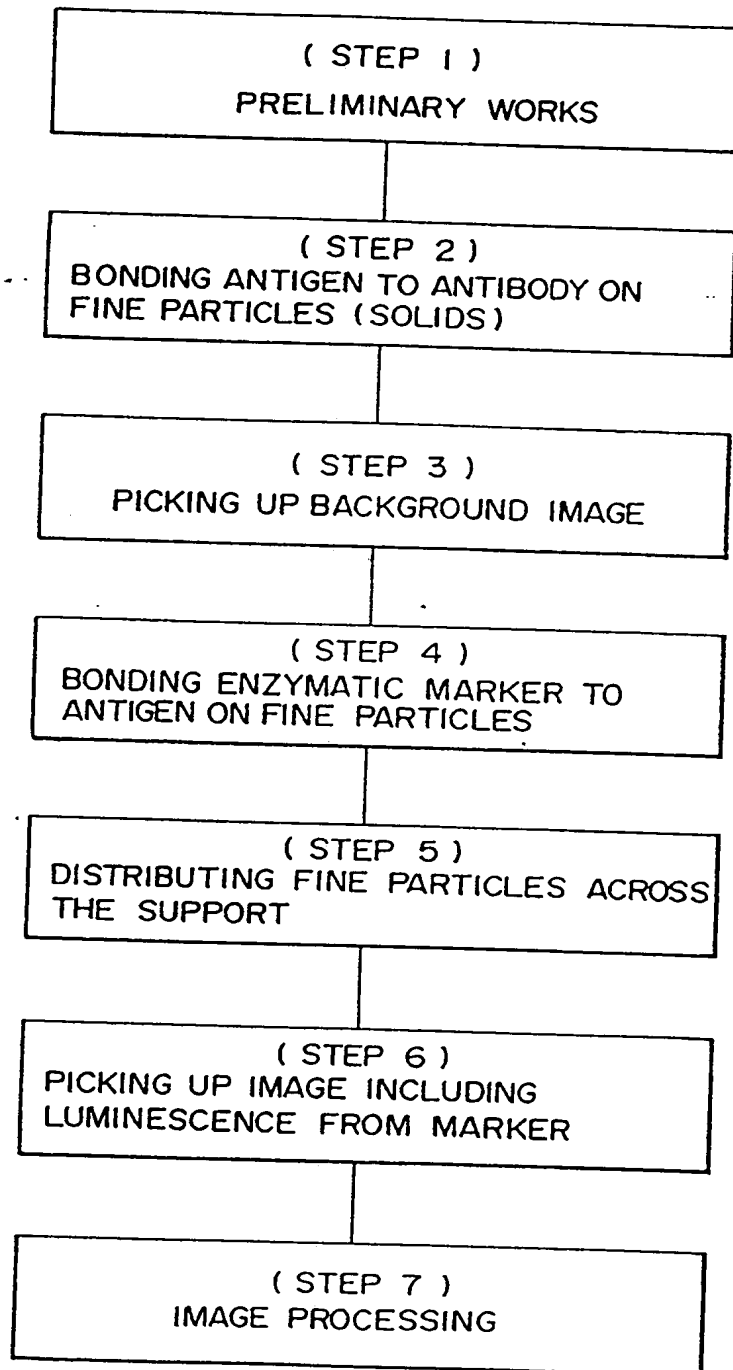 ( STEP 1 )
PRELIMINARY WORKS
( STEP 2 )
BONDING ANTIGEN TO ANTIBODY ON
FINE PARTICLES (SOLIDS)
( STEP 3 )
PICKING UP BACKGROUND IMAGE
( STEP 4 )
BONDING ENZYMATIC MARKER TO
ANTIGEN ON FINE PARTICLES
( STEP 5 )
DISTRIBUTING FINE PARTICLES ACROSS
THE SUPPORT
( STEP 6 )
PICKING UP IMAGE INCLUDING
LUMINESCENCE FROM MARKER
( STEP 7 )
IMAGE PROCESSING